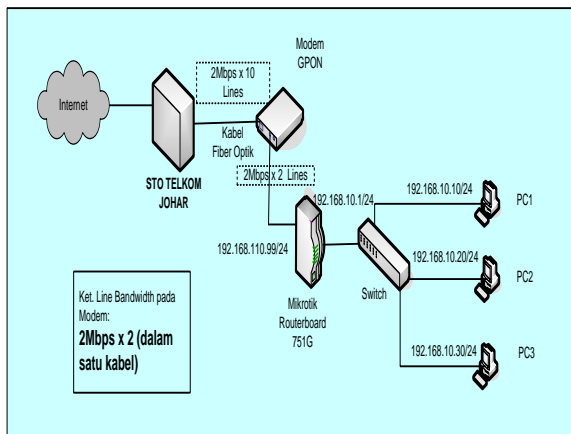 Modem
GPON
2Mbps x 10
Lines
Internet
Kabel
Fiber Optik
STO TELKOM
JOHAR
2Mbps x 2 Lines
192.168.10.1/24
192.168.10.10/24
PC1
192.168.110.99/24
192.168.10.20/24
PC2
Switch
Mikrotik
Routerboard
751G
192.168.10.30/24
PC3
Ket. Line Bandwidth pada
Modem:
2Mbps x 2 (dalam
satu kabel)